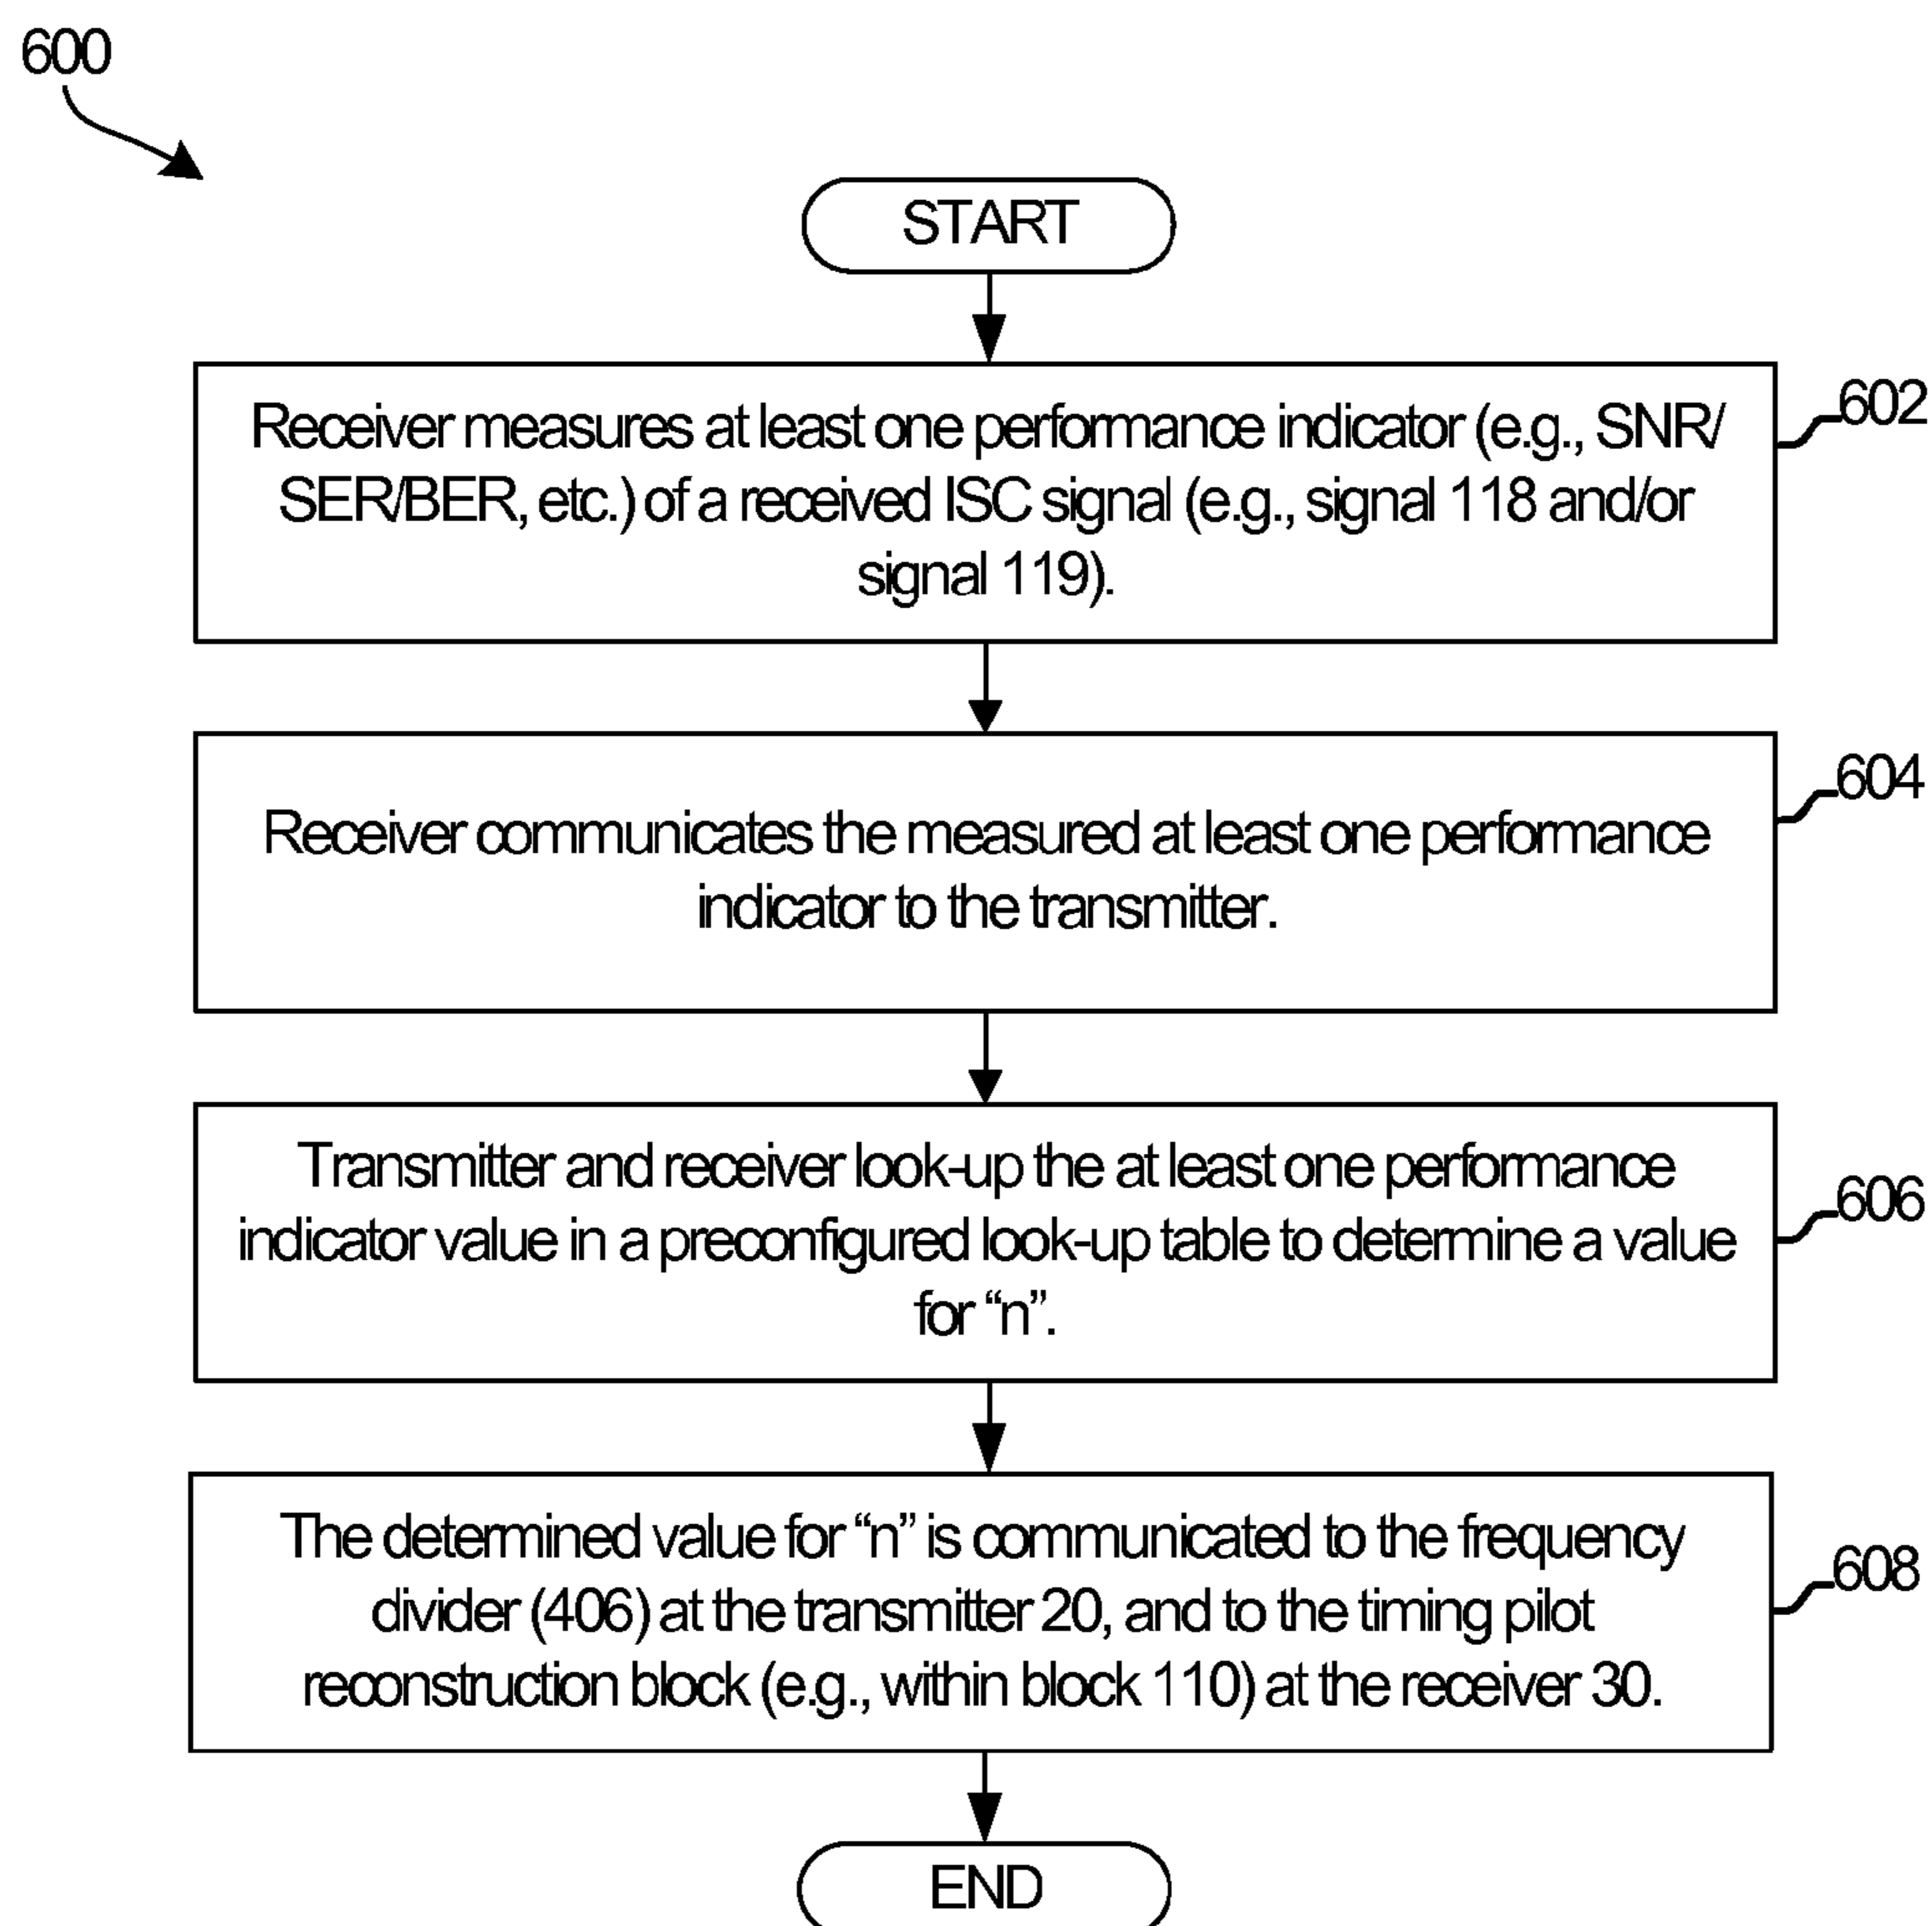 600
START
Receiver measures at least one performance indicator (e.g., SNR/
SER/BER, etc.) of a received ISC signal (e.g., signal 118 and/or
signal 119).
602
Receiver communicates the measured at least one performance
indicator to the transmitter.
604
Transmitter and receiver look-up the at least one performance
indicator value in a preconfigured look-up table to determine a value
for “n”.
606
The determined value for “n” is communicated to the frequency
divider (406) at the transmitter 20, and to the timing pilot
reconstruction block (e.g., within block 110) at the receiver 30.
608
END